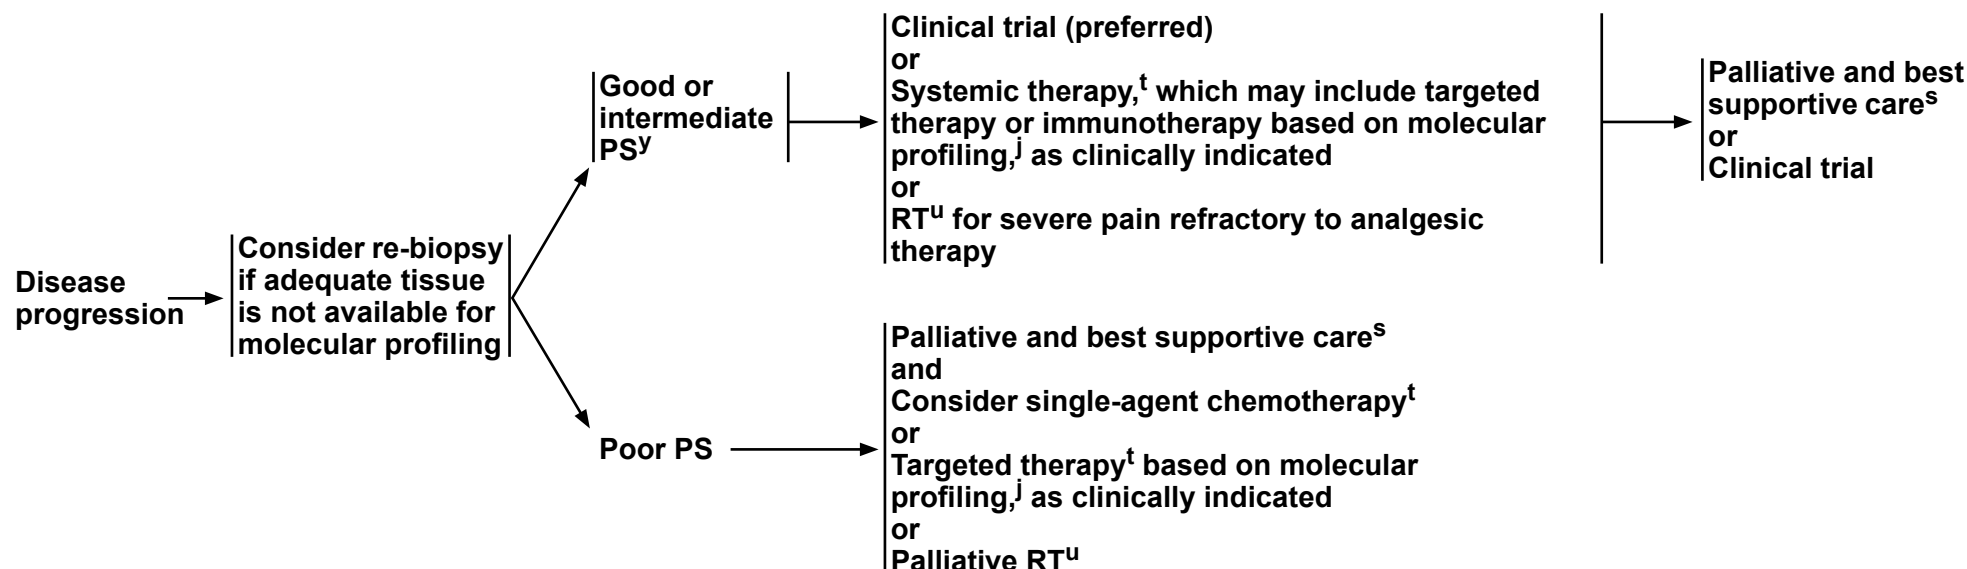 Disease
progression
Consider re-biopsy
if adequate tissue
is not available for
molecular profiling
Good or
intermediate
PSʸ
Clinical trial (preferred)
or
Systemic therapy,ᵗ which may include targeted
therapy or immunotherapy based on molecular
profiling,ʲ as clinically indicated
or
RTᵘ for severe pain refractory to analgesic
therapy
Palliative and best
supportive careˢ
or
Clinical trial
Poor PS
Palliative and best supportive careˢ
and
Consider single-agent chemotherapyᵗ
or
Targeted therapyᵗ based on molecular
profiling,ʲ as clinically indicated
or
Palliative RTᵘ